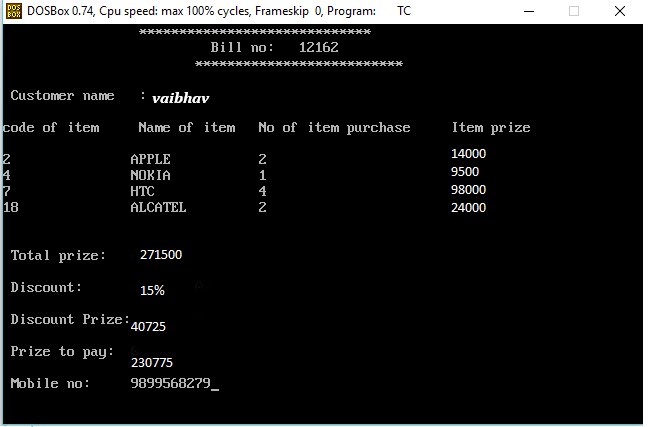 DOSBox 0.74, Cpu speed: max 100% cycles, Frameskip 0, Program: TC
***************************
Bill no: 12162
*************************
Customer name : vaibhav
code of item Name of item No of item purchase Item prize
2 APPLE 2 14000
4 NOKIA 1 9500
7 HTC 4 98000
18 ALCATEL 2 24000
Total prize: 271500
Discount: 15%
Discount Prize: 40725
Prize to pay: 230775
Mobile no: 9899568279_